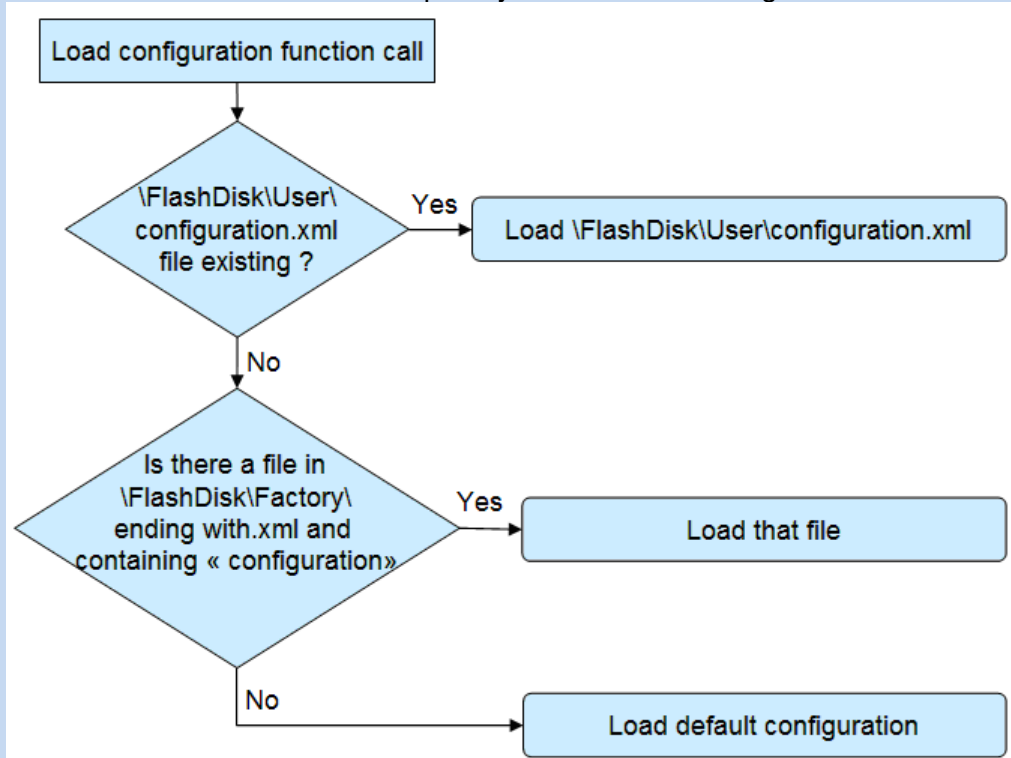 Load configuration function call
\FlashDisk\User\
configuration.xml
file existing ?
Yes
Load \FlashDisk\User\configuration.xml
No
Is there a file in
\FlashDisk\Factory\
ending with.xml and
containing « configuration»
Yes
Load that file
No
Load default configuration